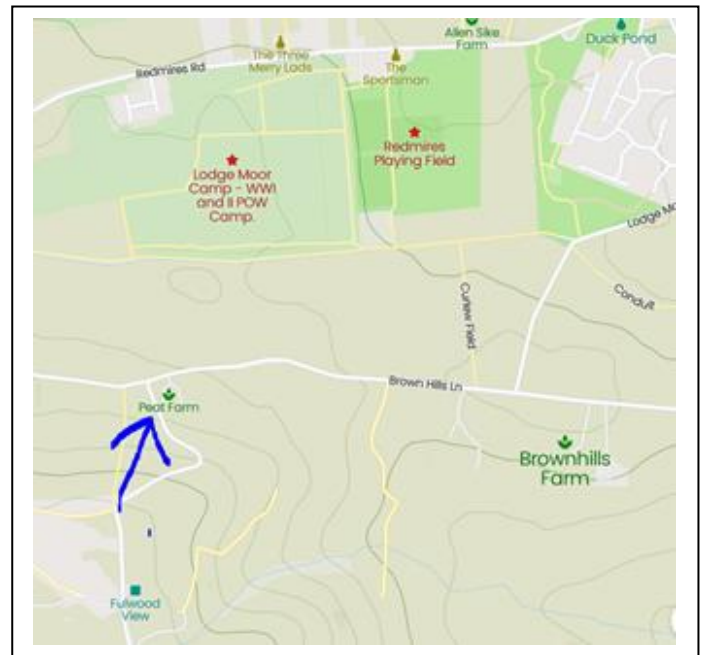 Allen Sike
Farm
Duck Pond
The Three
Merry Lads
Redmires Rd
The
Sportsman
Redmires
Playing Field
Lodge Moor
Camp - WWI
and II POW
Camp.
Lodge Mo
Conduit
Curlew Field
Brown Hills Ln
Peat Farm
Brownhills
Farm
Fulwood
View